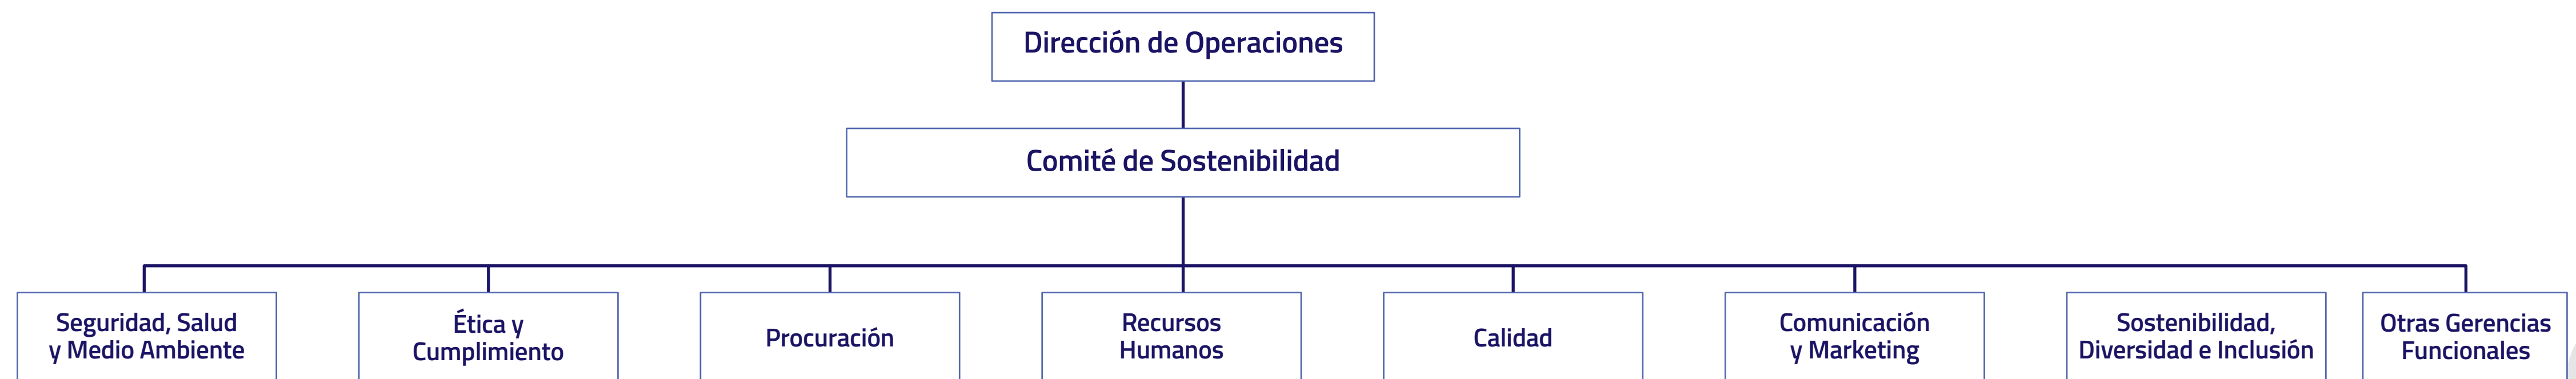 Dirección de Operaciones
Comité de Sostenibilidad
Seguridad, Salud
y Medio Ambiente
Ética y
Cumplimiento
Procuración
Recursos
Humanos
Calidad
Comunicación
y Marketing
Sostenibilidad,
Diversidad e Inclusión
Otras Gerencias
Funcionales